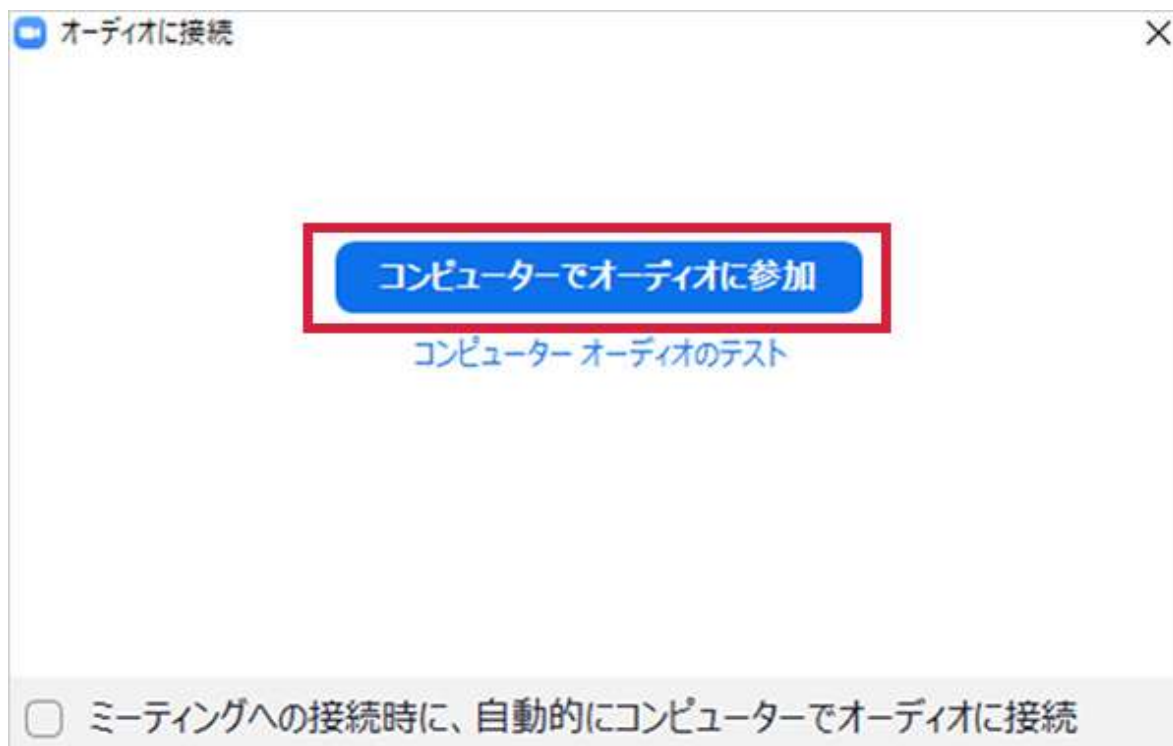 オーディオに接続
コンピューターでオーディオに参加
コンピューター オーディオのテスト
ミーティングへの接続時に、自動的にコンピューターでオーディオに接続